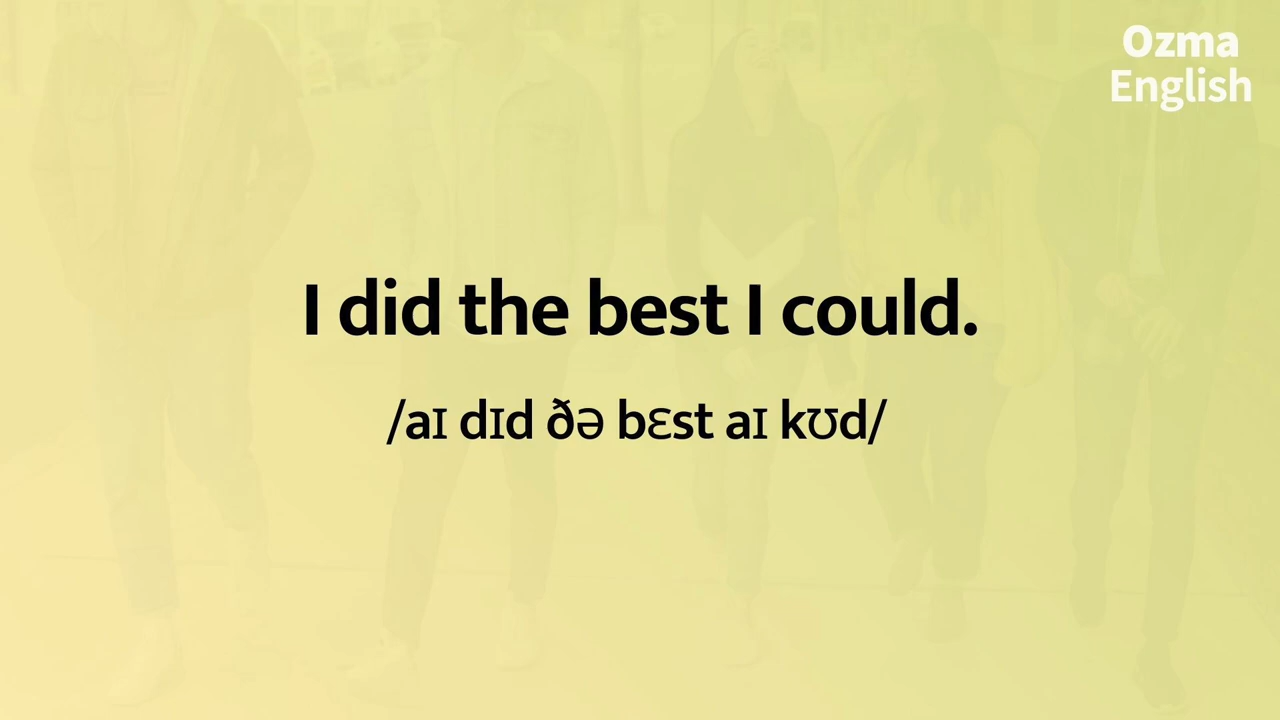 Ozma
English
I did the best I could.
/aɪ dɪd ðə bɛst aɪ kʊd/